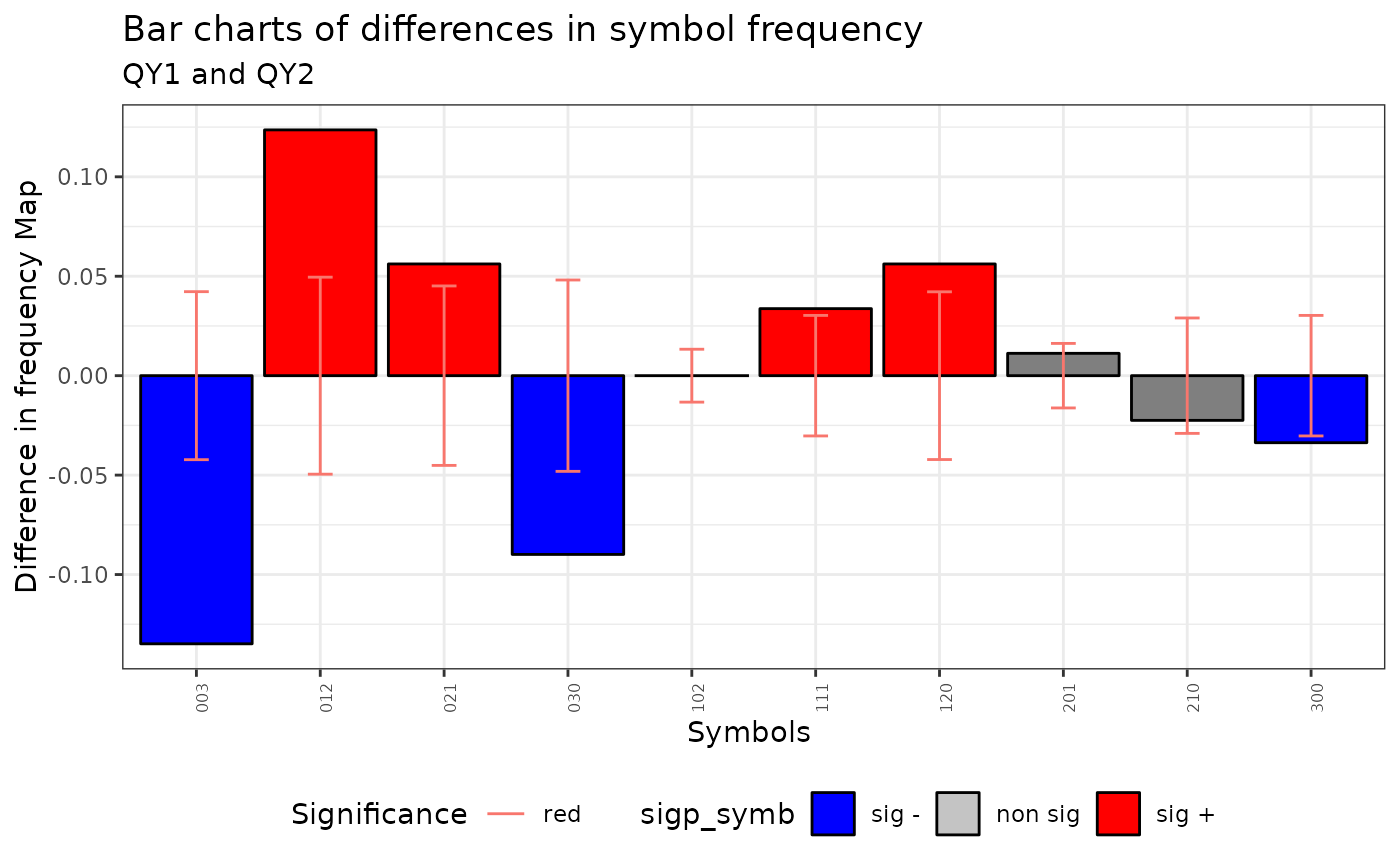 Bar charts of differences in symbol frequency
QY1 and QY2
Difference in frequency Map
0.10
0.05
0.00
-0.05
-0.10
003 012 021 030 102 111 120 201 210 300
Symbols
Significance red sigp_symb sig - non sig sig +